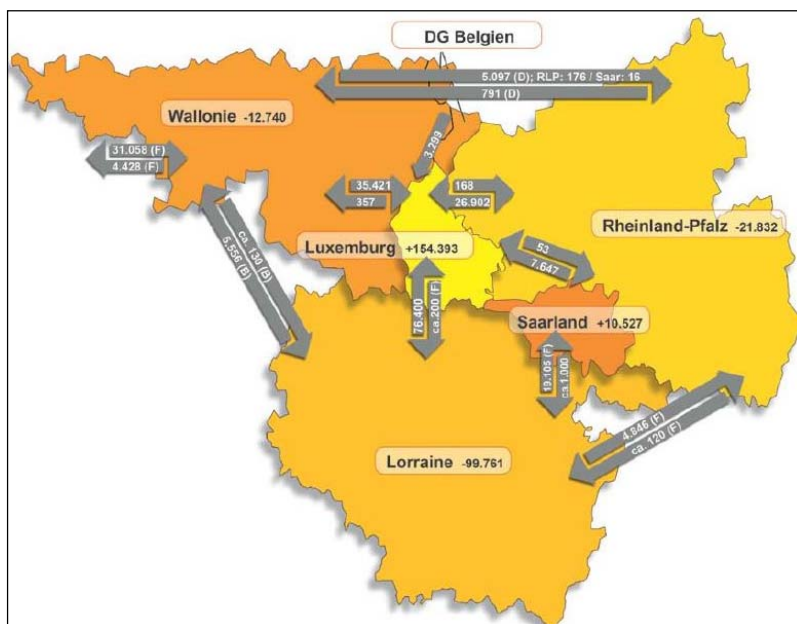 DG Belgien
5.097 (D); RLP: 176 / Saar: 16
791 (D)
Wallonie -12.740
3.299
31.058 (F)
4.428 (F)
35.421
357
168
26.902
Rheinland-Pfalz -21.832
ca. 130 (B)
5.556 (B)
Luxemburg +154.393
53
7.647
76.400
ca.200 (F)
Saarland +10.527
19.105 (F)
ca.1.000
4.846 (F)
ca. 120 (F)
Lorraine -99.761